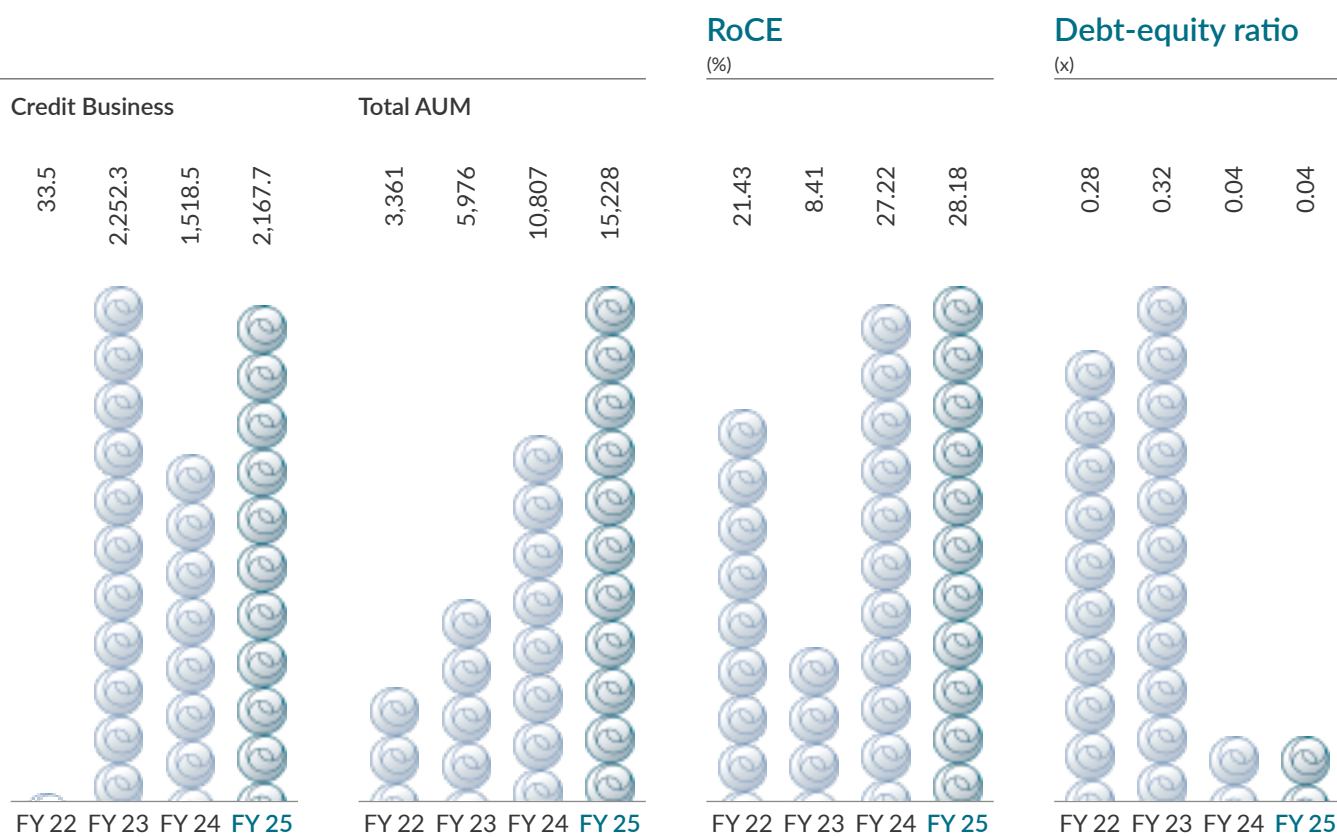 RoCE
(%)
Debt-equity ratio
(x)
Credit Business
Total AUM
33.5
2,252.3
1,518.5
2,167.7
3,361
5,976
10,807
15,228
21.43
8.41
27.22
28.18
0.28
0.32
0.04
0.04
FY 22 FY 23 FY 24 FY 25
FY 22 FY 23 FY 24 FY 25
FY 22 FY 23 FY 24 FY 25
FY 22 FY 23 FY 24 FY 25